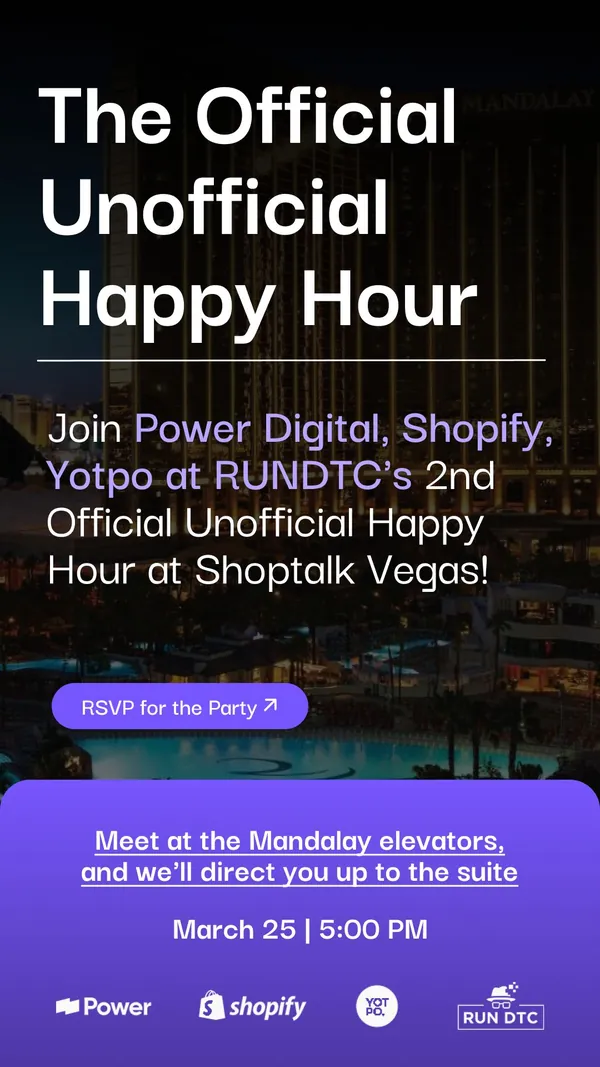 MANDALAY
The Official
Unofficial
Happy Hour
Join Power Digital, Shopify,
Yotpo at RUNDTC's 2nd
Official Unofficial Happy
Hour at Shoptalk Vegas!
RSVP for the Party
Meet at the Mandalay elevators,
and we'll direct you up to the suite
March 25 | 5:00 PM
Power
shopify
YOT
PO.
RUN DTC